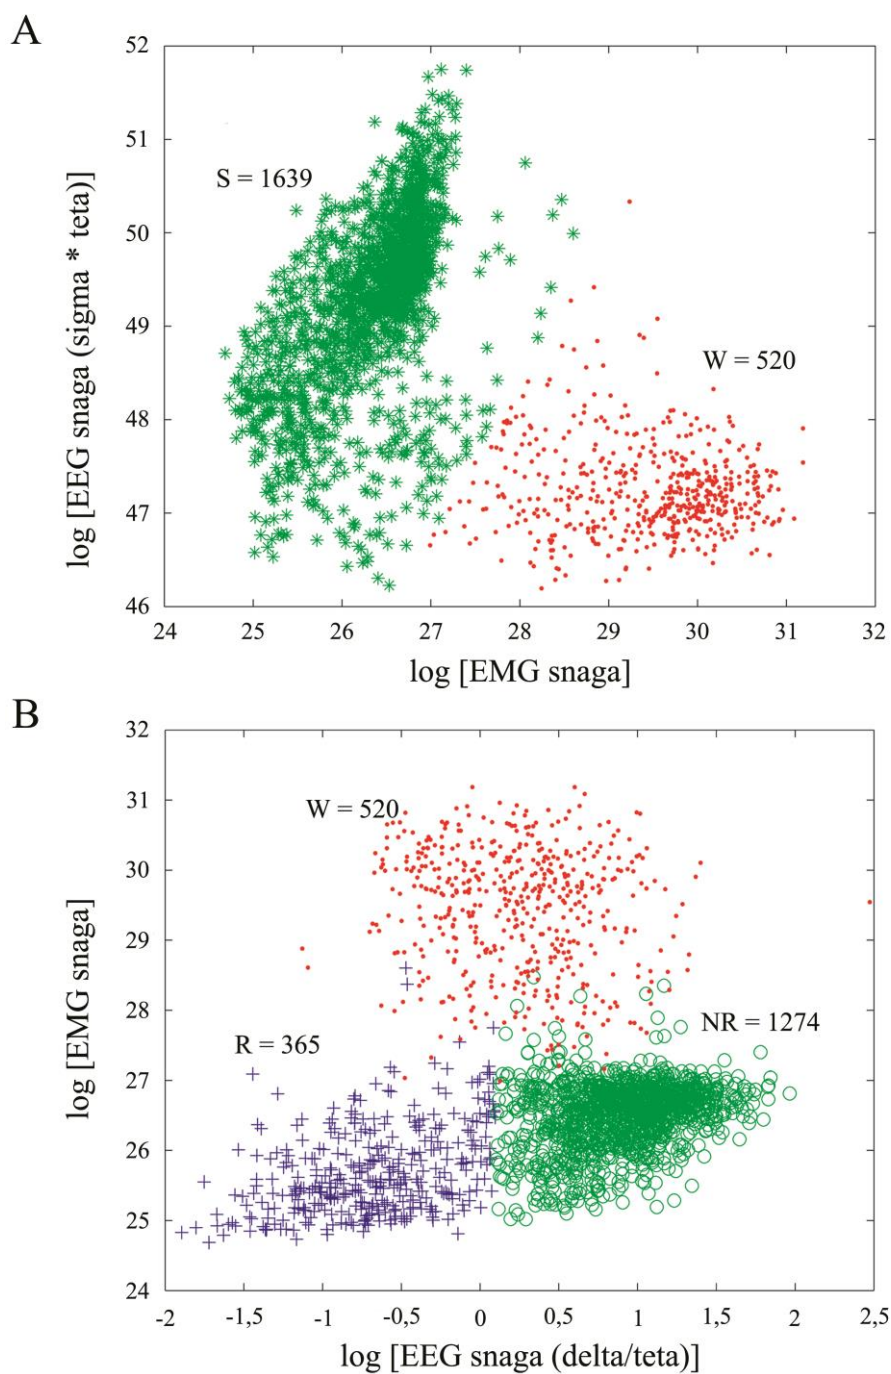 A
52
51
50
49
48
47
46
log [EEG snaga (sigma * teta)]
S = 1639
W = 520
24 25 26 27 28 29 30 31 32
log [EMG snaga]
B
32
31
30
29
28
27
26
25
24
log [EMG snaga]
W = 520
R = 365
NR = 1274
-2 -1,5 -1 -0,5 0 0,5 1 1,5 2 2,5
log [EEG snaga (delta/teta)]